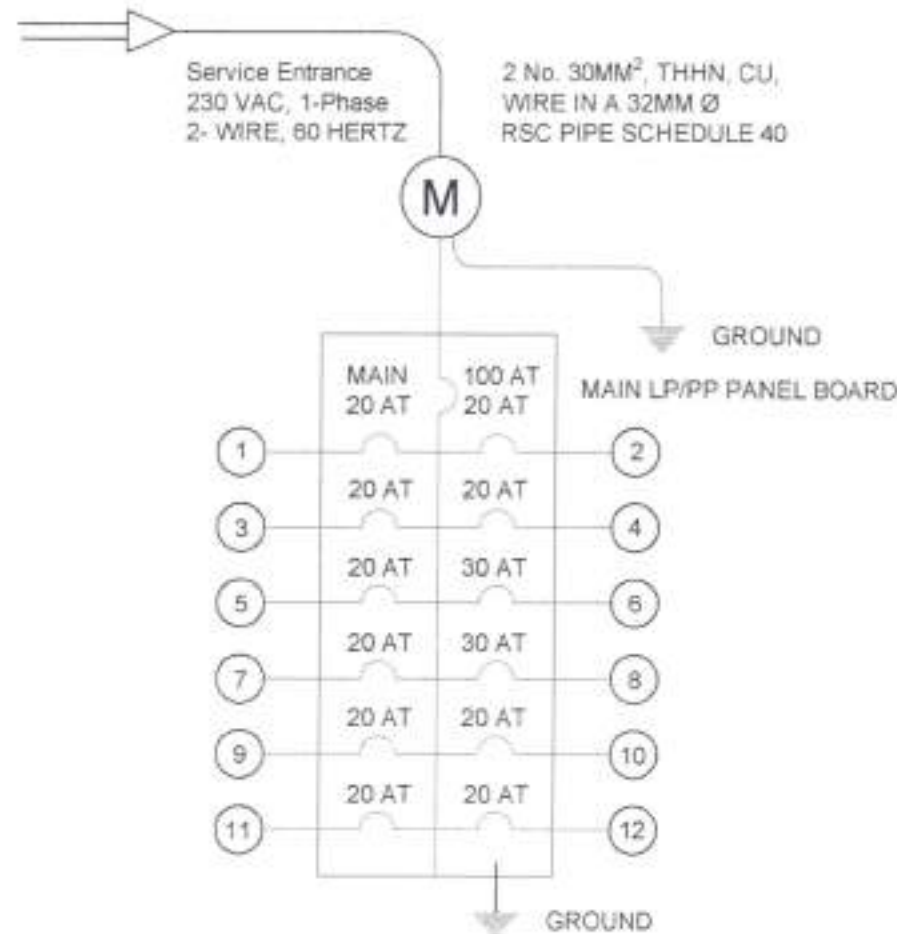 Service Entrance
230 VAC, 1-Phase
2- WIRE, 60 HERTZ
2 No. 30MM², THHN, CU,
WIRE IN A 32MM Ø
RSC PIPE SCHEDULE 40
M
GROUND
MAIN LP/PP PANEL BOARD
MAIN 100 AT
20 AT 20 AT
1 2
20 AT 20 AT
3 4
20 AT 30 AT
5 6
20 AT 30 AT
7 8
20 AT 20 AT
9 10
20 AT 20 AT
11 12
GROUND